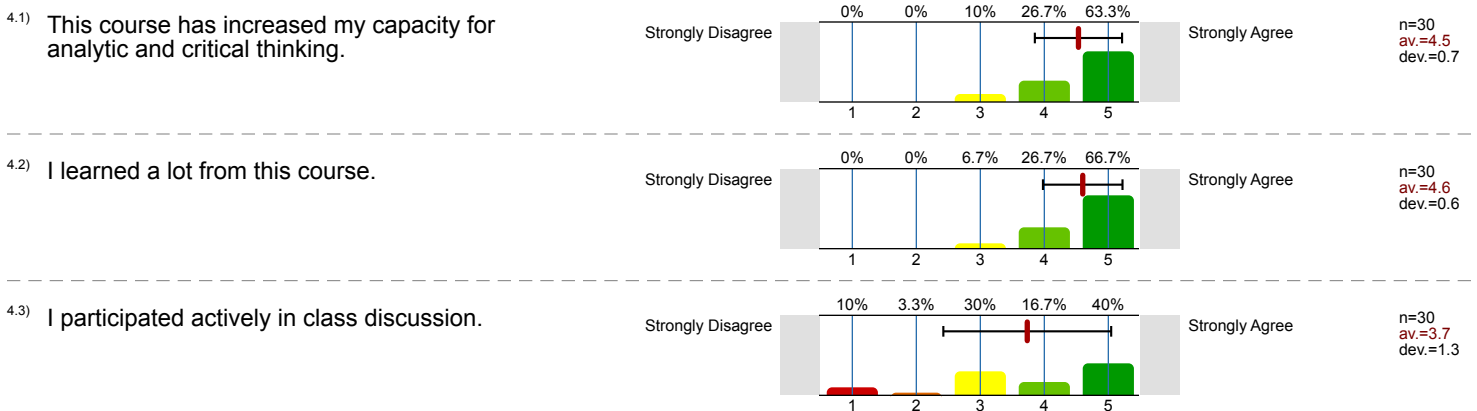 4.1) This course has increased my capacity for
analytic and critical thinking.
Strongly Disagree
0% 0% 10% 26.7% 63.3%
1 2 3 4 5
Strongly Agree
n=30
av.=4.5
dev.=0.7
4.2) I learned a lot from this course.
Strongly Disagree
0% 0% 6.7% 26.7% 66.7%
1 2 3 4 5
Strongly Agree
n=30
av.=4.6
dev.=0.6
4.3) I participated actively in class discussion.
Strongly Disagree
10% 3.3% 30% 16.7% 40%
1 2 3 4 5
Strongly Agree
n=30
av.=3.7
dev.=1.3